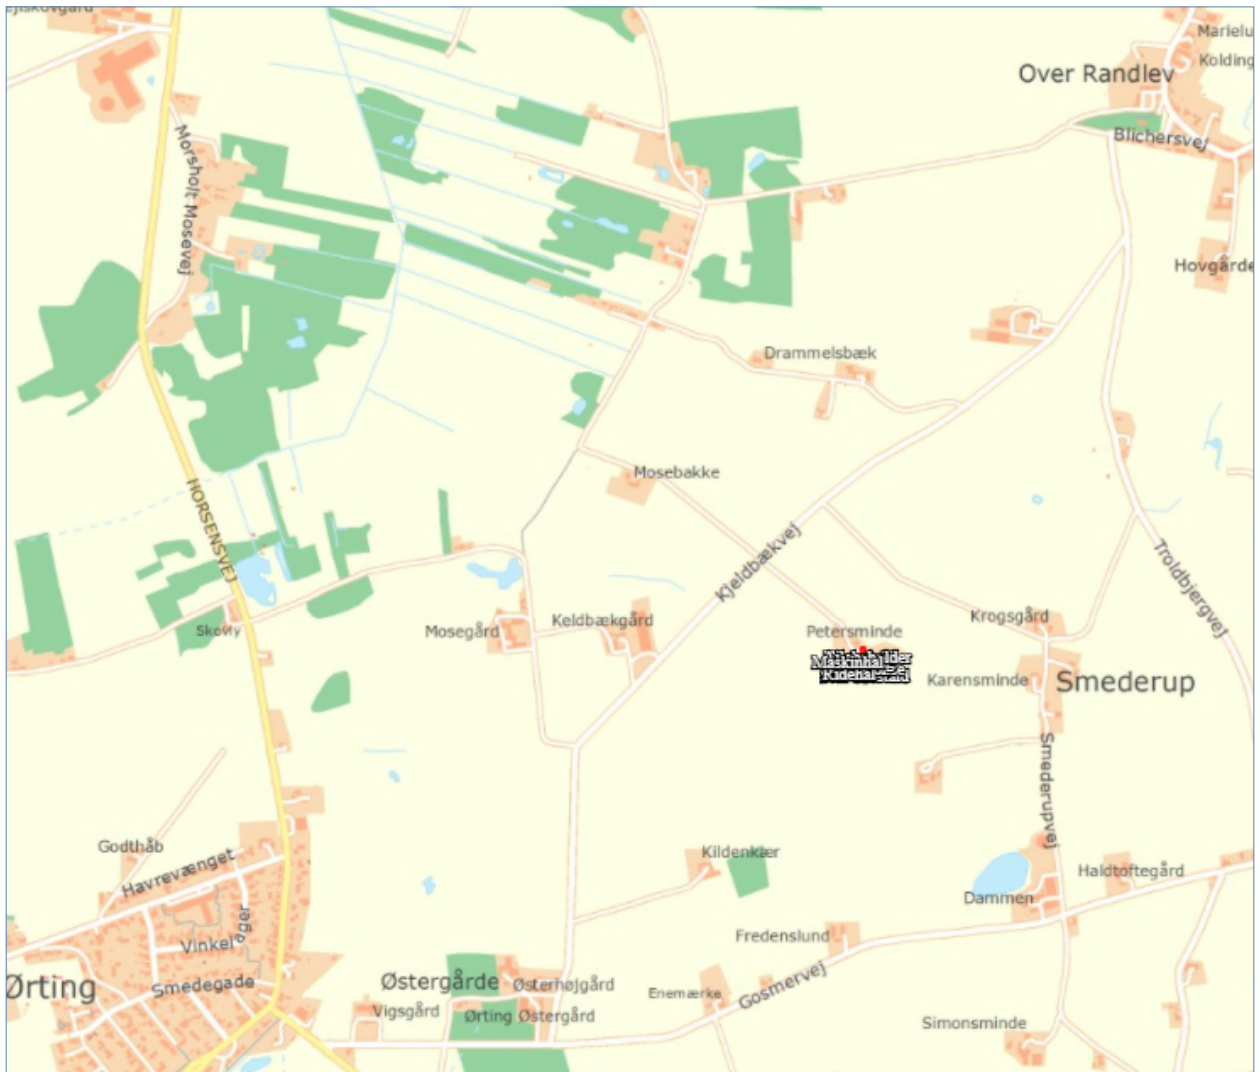 Marielu
Over Randlev
Kolding
Blichersvej
Morsholt Mosevej
Hovgårde
Drammelsbæk
Mosebakke
HORSENSVEJ
Kjeldbækvej
Troldbjergvej
Skovly
Mosegård
Keldbækgård
Krogsgård
Petersminde
Maskinhal
Ridehal
Karensminde
Smederup
Smederupvej
Godthåb
Havrevænget
Kildenkær
Haldtoftegård
Dammen
Vinkelager
Fredenslund
Ørting
Smedegade
Østergårde
Østerhøjgård
Enemærke
Gosmervej
Vigsgård
Ørting Østergård
Simonsminde